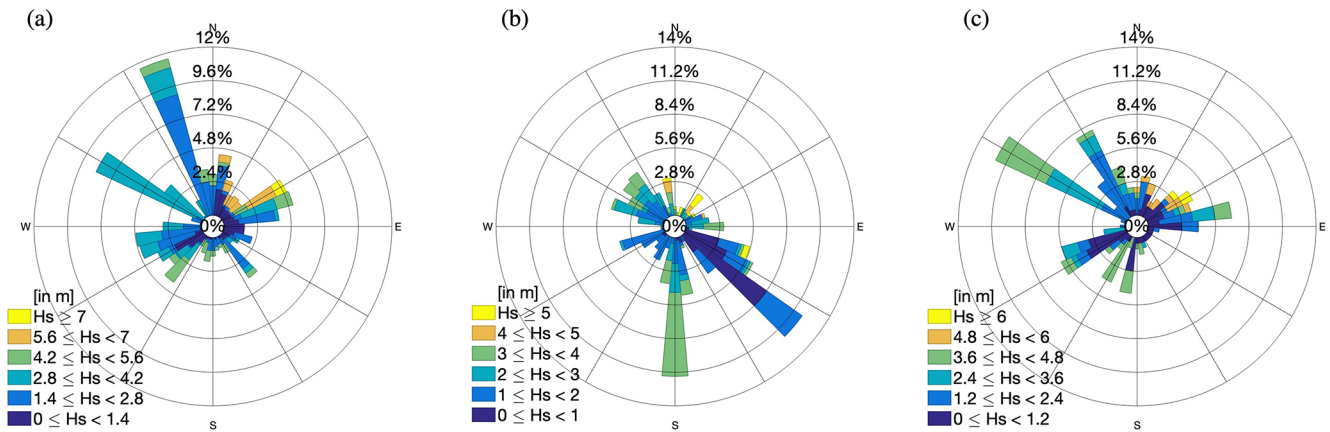 (a)
N
12%
9.6%
7.2%
4.8%
2.4%
0%
W
E
S
[in m]
Hs ≥ 7
5.6 ≤ Hs < 7
4.2 ≤ Hs < 5.6
2.8 ≤ Hs < 4.2
1.4 ≤ Hs < 2.8
0 ≤ Hs < 1.4
(b)
N
14%
11.2%
8.4%
5.6%
2.8%
0%
W
E
S
[in m]
Hs ≥ 5
4 ≤ Hs < 5
3 ≤ Hs < 4
2 ≤ Hs < 3
1 ≤ Hs < 2
0 ≤ Hs < 1
(c)
N
14%
11.2%
8.4%
5.6%
2.8%
0%
W
E
S
[in m]
Hs ≥ 6
4.8 ≤ Hs < 6
3.6 ≤ Hs < 4.8
2.4 ≤ Hs < 3.6
1.2 ≤ Hs < 2.4
0 ≤ Hs < 1.2